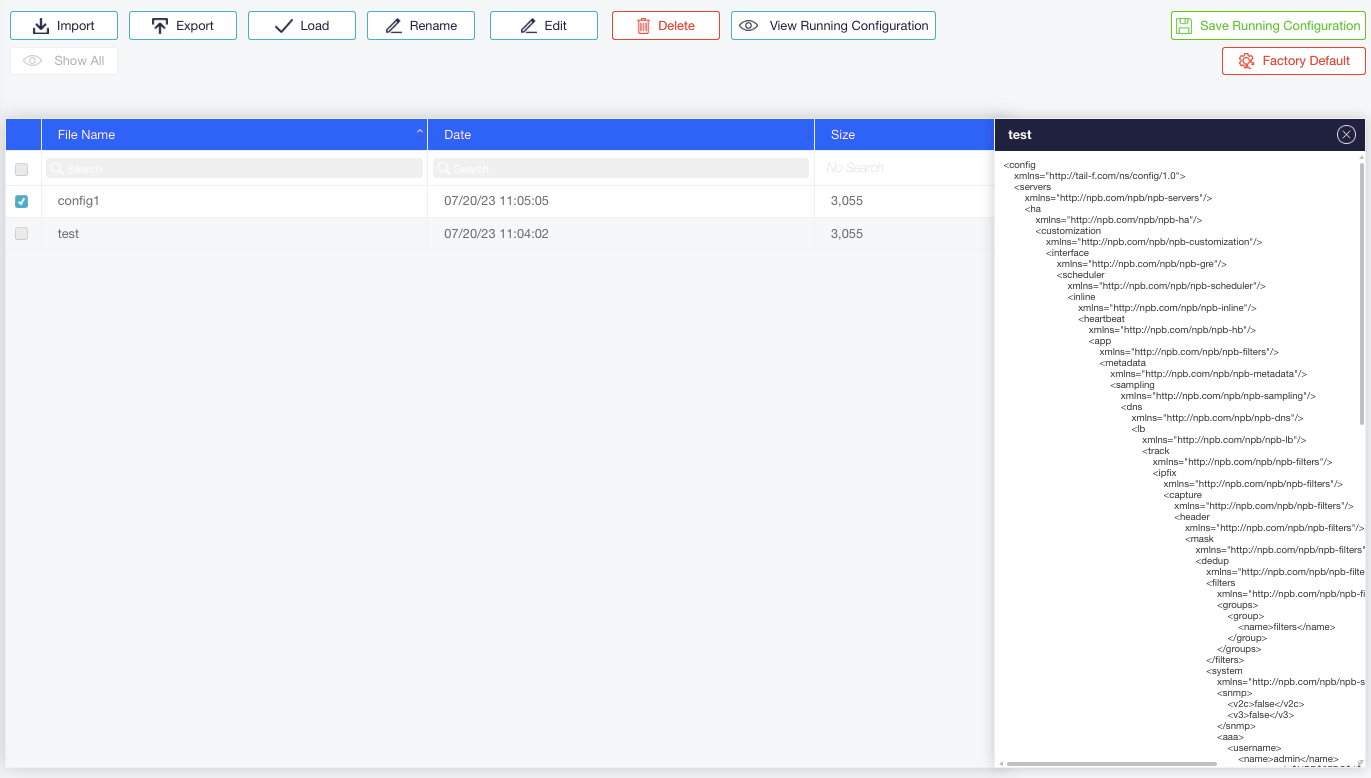 Import
Export
Load
Rename
Edit
Delete
View Running Configuration
Save Running Configuration
Show All
Factory Default
File Name
Date
Size
Search
Search
No Search
config1
07/20/23 11:05:05
3,055
test
07/20/23 11:04:02
3,055
test
<config
xmlns="http://tail-f.com/ns/config/1.0">
<servers
xmlns="http://npb.com/npb/npb-servers"/>
<ha
xmlns="http://npb.com/npb/npb-ha"/>
<customization
xmlns="http://npb.com/npb/npb-customization"/>
<interface
xmlns="http://npb.com/npb/npb-gre"/>
<scheduler
xmlns="http://npb.com/npb/npb-scheduler"/>
<inline
xmlns="http://npb.com/npb/npb-inline"/>
<heartbeat
xmlns="http://npb.com/npb/npb-hb"/>
<app
xmlns="http://npb.com/npb/npb-filters"/>
<metadata
xmlns="http://npb.com/npb/npb-metadata"/>
<sampling
xmlns="http://npb.com/npb/npb-sampling"/>
<dns
xmlns="http://npb.com/npb/npb-dns"/>
<lb
xmlns="http://npb.com/npb/npb-lb"/>
<track
xmlns="http://npb.com/npb/npb-filters"/>
<ipfix
xmlns="http://npb.com/npb/npb-filters"/>
<capture
xmlns="http://npb.com/npb/npb-filters"/>
<header
xmlns="http://npb.com/npb/npb-filters"/>
<mask
xmlns="http://npb.com/npb/npb-filters"
<dedup
xmlns="http://npb.com/npb/npb-filte
<filters
xmlns="http://npb.com/npb/npb-fi
<groups>
<group>
<name>filters</name>
</group>
</groups>
</filters>
<system
xmlns="http://npb.com/npb/npb-s
<snmp>
<v2c>false</v2c>
<v3>false</v3>
</snmp>
<aaa>
<username>
<name>admin</name>